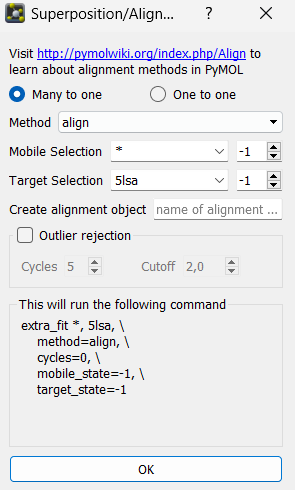 Superposition/Align...
Visit http://pymolwiki.org/index.php/Align to
learn about alignment methods in PyMOL
Many to one One to one
Method align
Mobile Selection * -1
Target Selection 5lsa -1
Create alignment object name of alignment ...
Outlier rejection
Cycles 5 Cutoff 2,0
This will run the following command
extra_fit *, 5lsa, \
method=align, \
cycles=0, \
mobile_state=-1, \
target_state=-1
OK